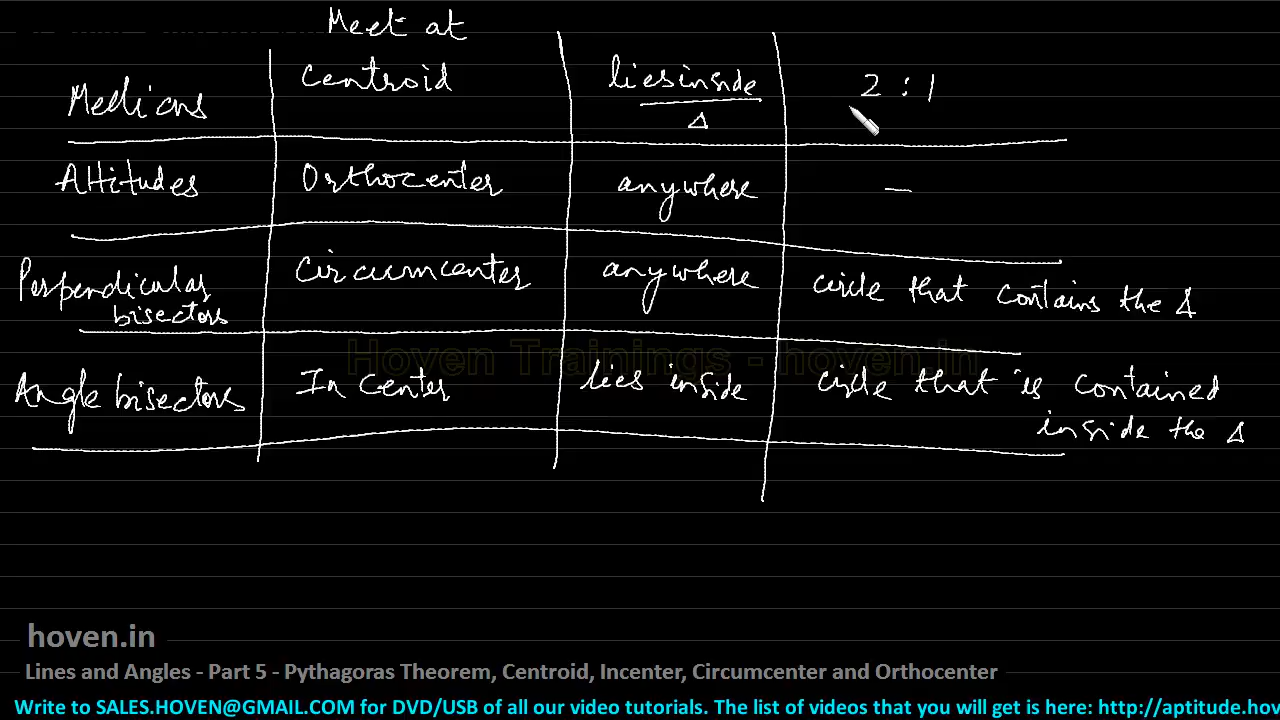 Meet at
Medians Centroid lies inside Δ 2 : 1
Altitudes Orthocenter anywhere —
Perpendicular bisectors Circumcenter anywhere circle that contains the Δ
Angle bisectors In Center lies inside circle that is contained inside the Δ
Hoven Trainings - hoven.in
hoven.in
Lines and Angles - Part 5 - Pythagoras Theorem, Centroid, Incenter, Circumcenter and Orthocenter
Write to SALES.HOVEN@GMAIL.COM for DVD/USB of all our video tutorials. The list of videos that you will get is here: http://aptitude.hov